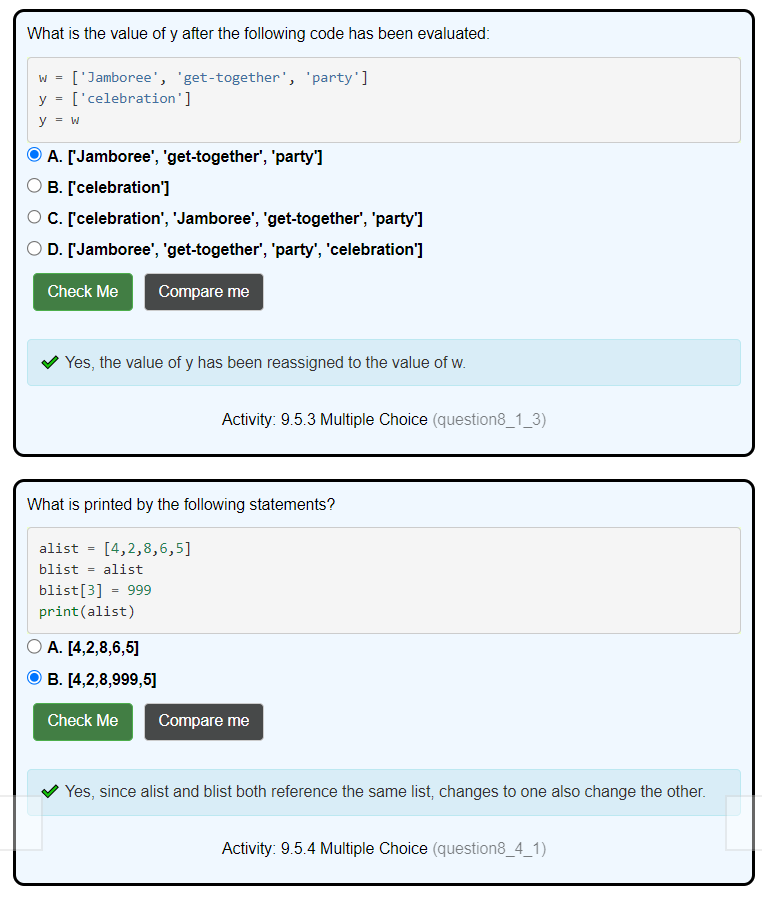 What is the value of y after the following code has been evaluated:
w = ['Jamboree', 'get-together', 'party']
y = ['celebration']
y = w
A. ['Jamboree', 'get-together', 'party']
B. ['celebration']
C. ['celebration', 'Jamboree', 'get-together', 'party']
D. ['Jamboree', 'get-together', 'party', 'celebration']
Check Me Compare me
Yes, the value of y has been reassigned to the value of w.
Activity: 9.5.3 Multiple Choice (question8_1_3)
What is printed by the following statements?
alist = [4,2,8,6,5]
blist = alist
blist[3] = 999
print(alist)
A. [4,2,8,6,5]
B. [4,2,8,999,5]
Check Me Compare me
Yes, since alist and blist both reference the same list, changes to one also change the other.
Activity: 9.5.4 Multiple Choice (question8_4_1)